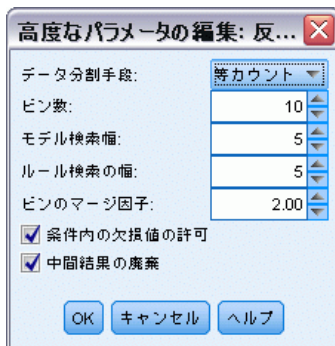 高度なパラメータの編集: 反...
データ分割手段: 等カウント
ビン数: 10
モデル検索幅: 5
ルール検索の幅: 5
ビンのマージ因子: 2.00
条件内の欠損値の許可
中間結果の廃棄
OK キャンセル ヘルプ